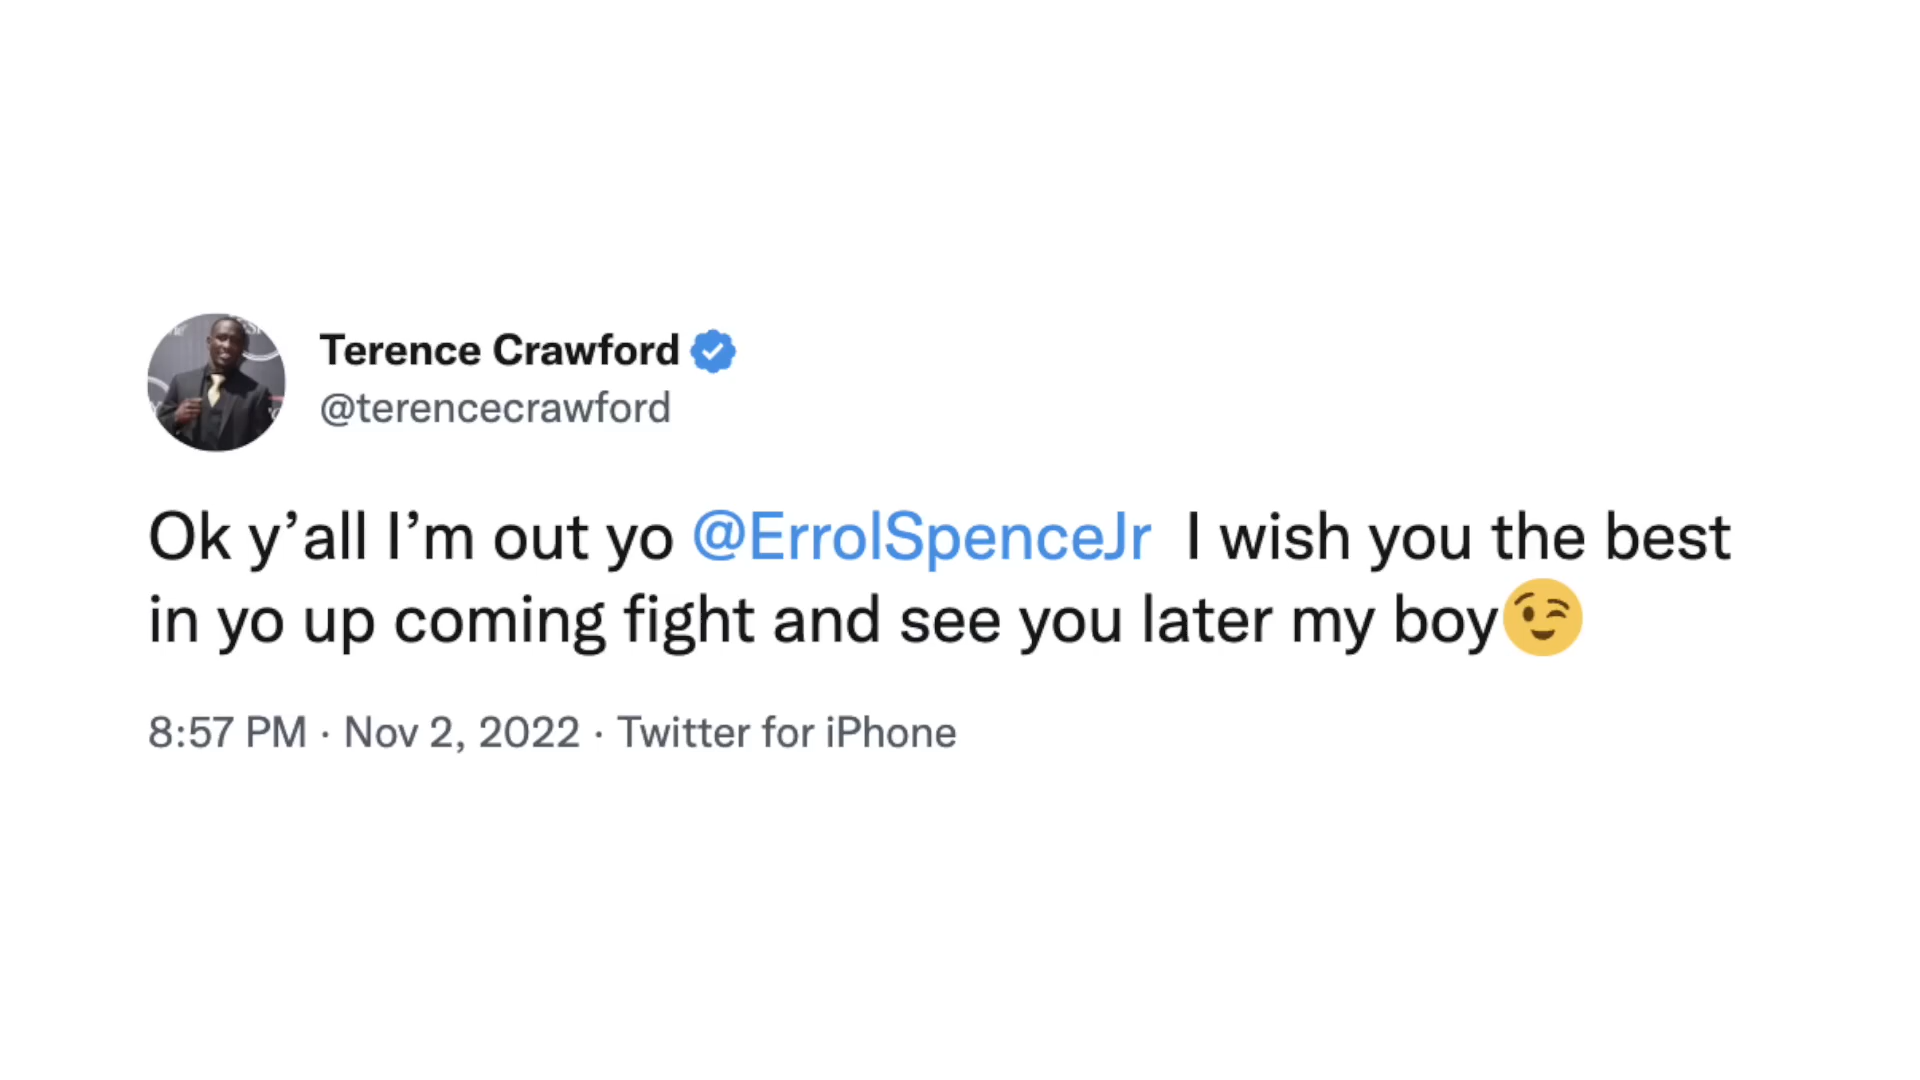 Terence Crawford
@terencecrawford
Ok y’all I’m out yo @ErrolSpenceJr  I wish you the best
in yo up coming fight and see you later my boy😉
8:57 PM · Nov 2, 2022 · Twitter for iPhone